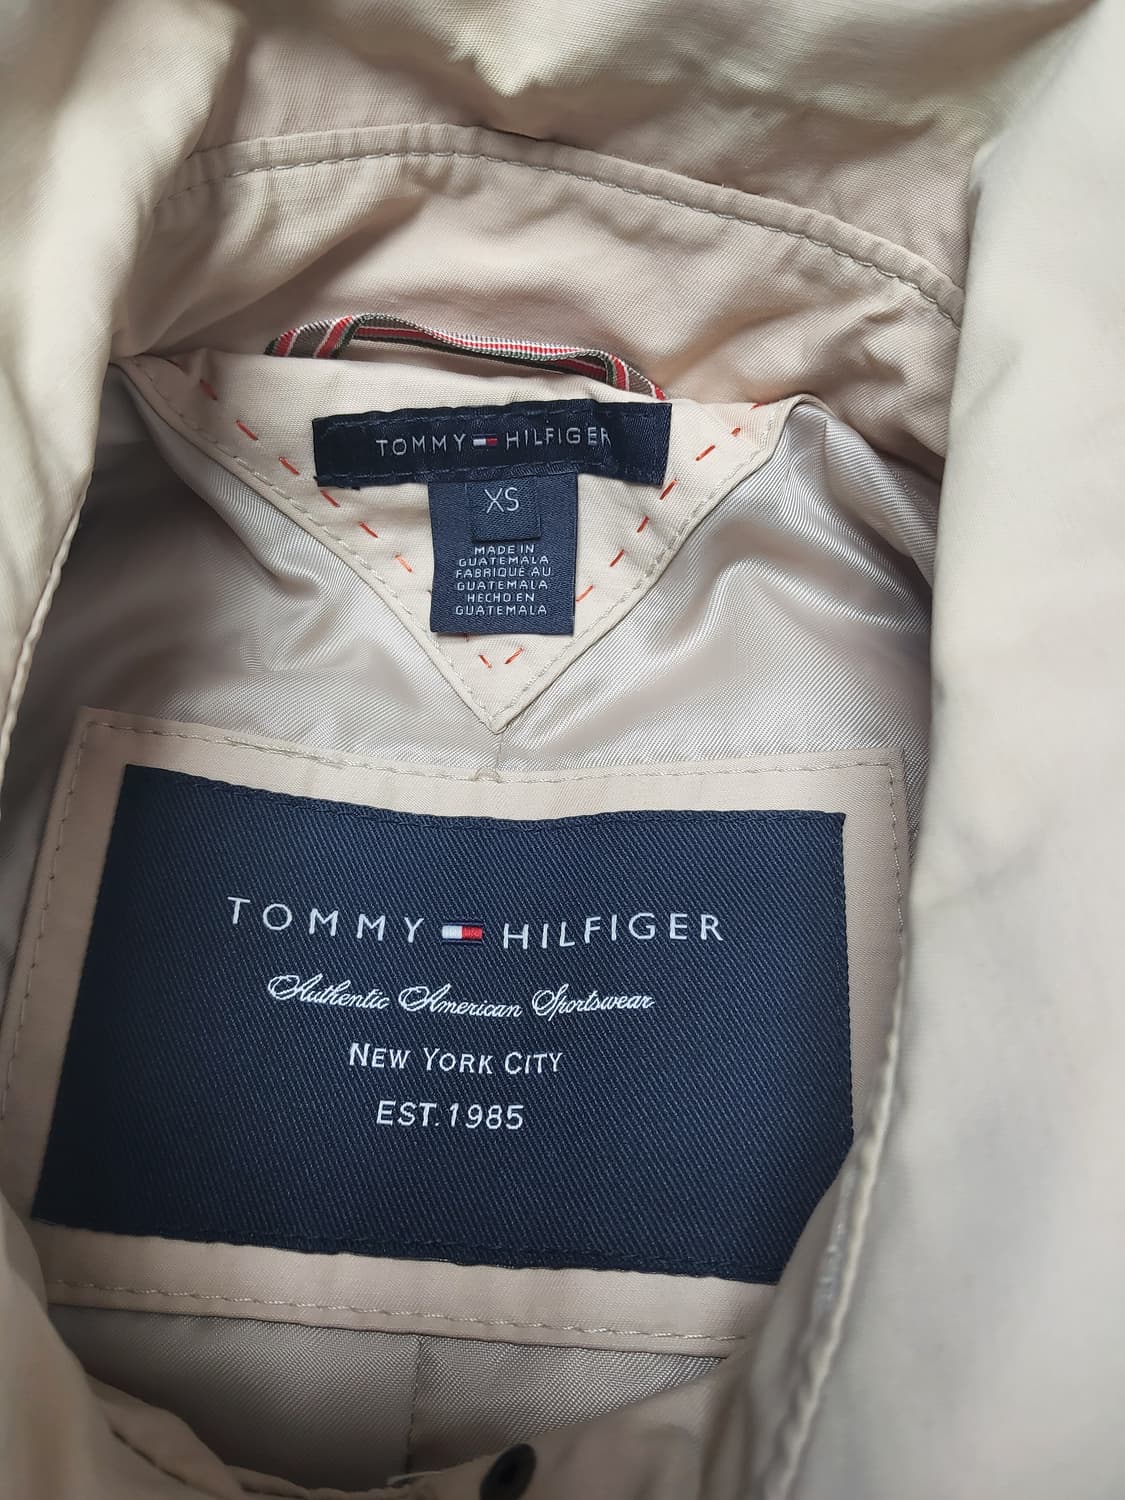 TOMMY HILFIGER
XS
MADE IN
GUATEMALA
FABRIQUÉ AU
GUATEMALA
HECHO EN
GUATEMALA
TOMMY HILFIGER
Authentic American Sportswear
NEW YORK CITY
EST. 1985